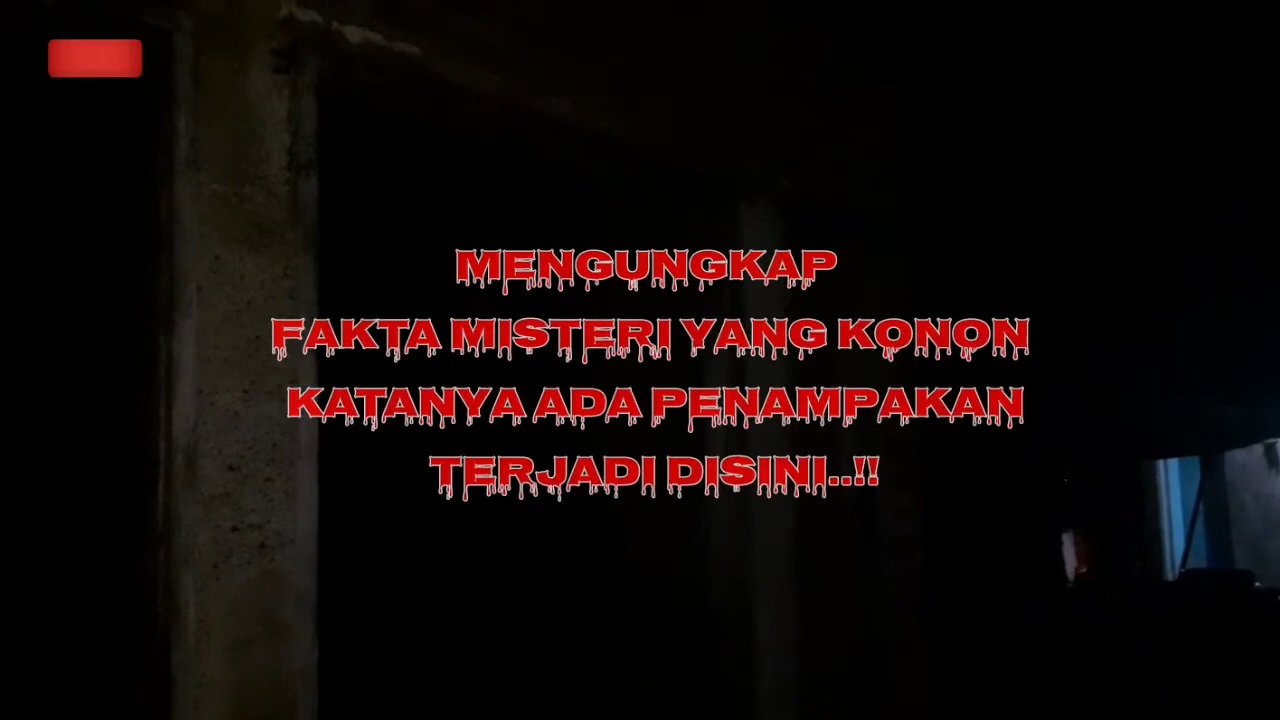 MENGUNGKAP
FAKTA MISTERI YANG KONON
KATANYA ADA PENAMPAKAN
TERJADI DISINI..!!